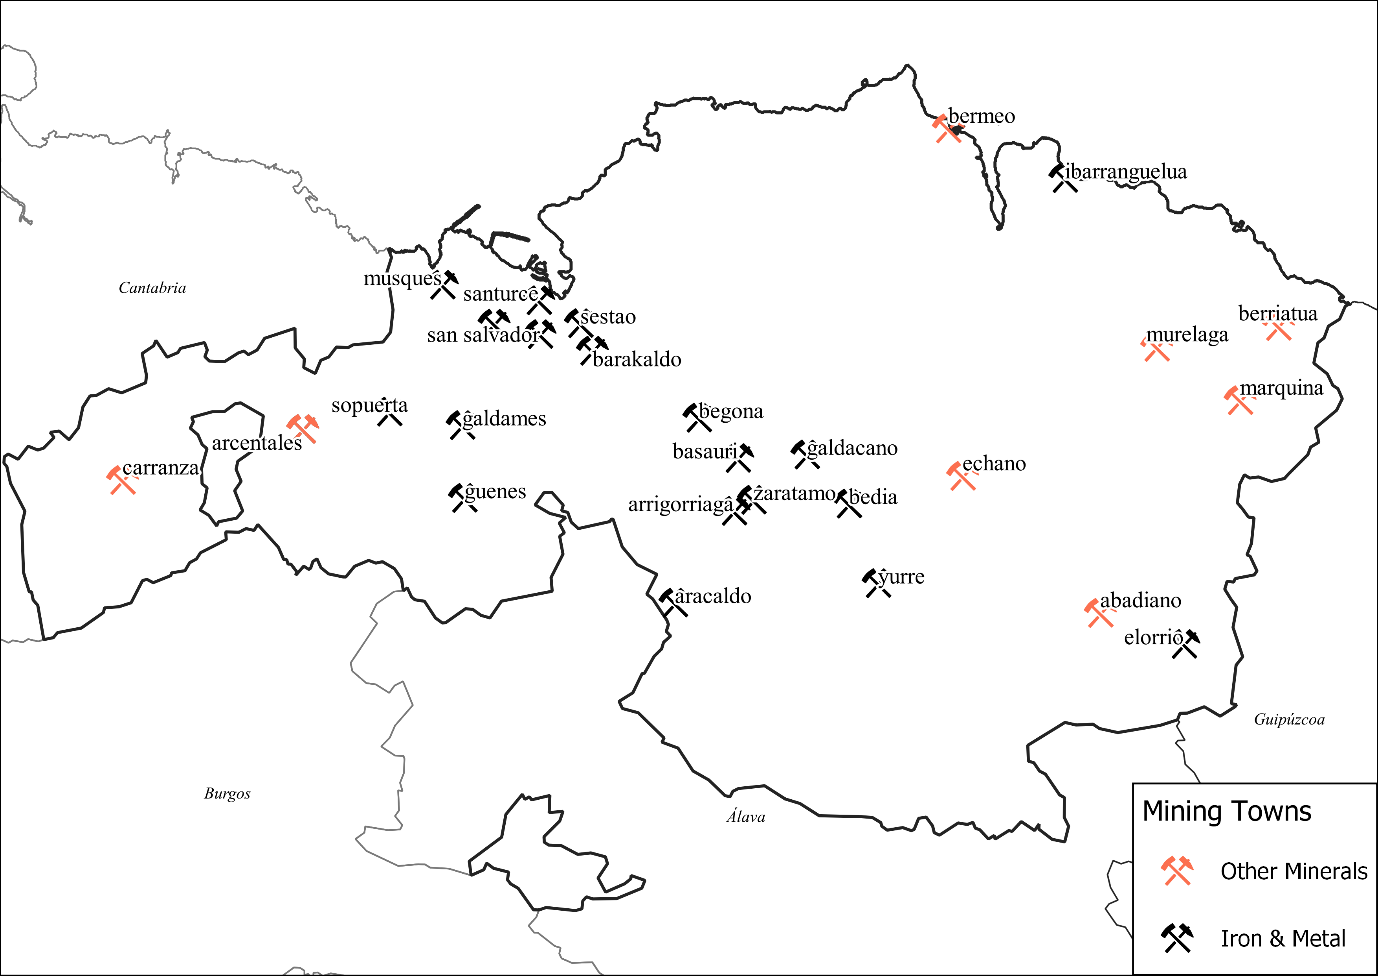 bermeo
ibarranguelua
musques
Cantabria
santurce
berriatua
sestao
san salvador
murelaga
barakaldo
marquina
sopuerta
begona
galdames
arcentales
basauri
galdacano
echano
carranza
guenes
zaratamo
bedia
arrigorriaga
yurre
aracaldo
abadiano
elorrio
Guipúzcoa
Burgos
Álava
Mining Towns
Other Minerals
Iron & Metal